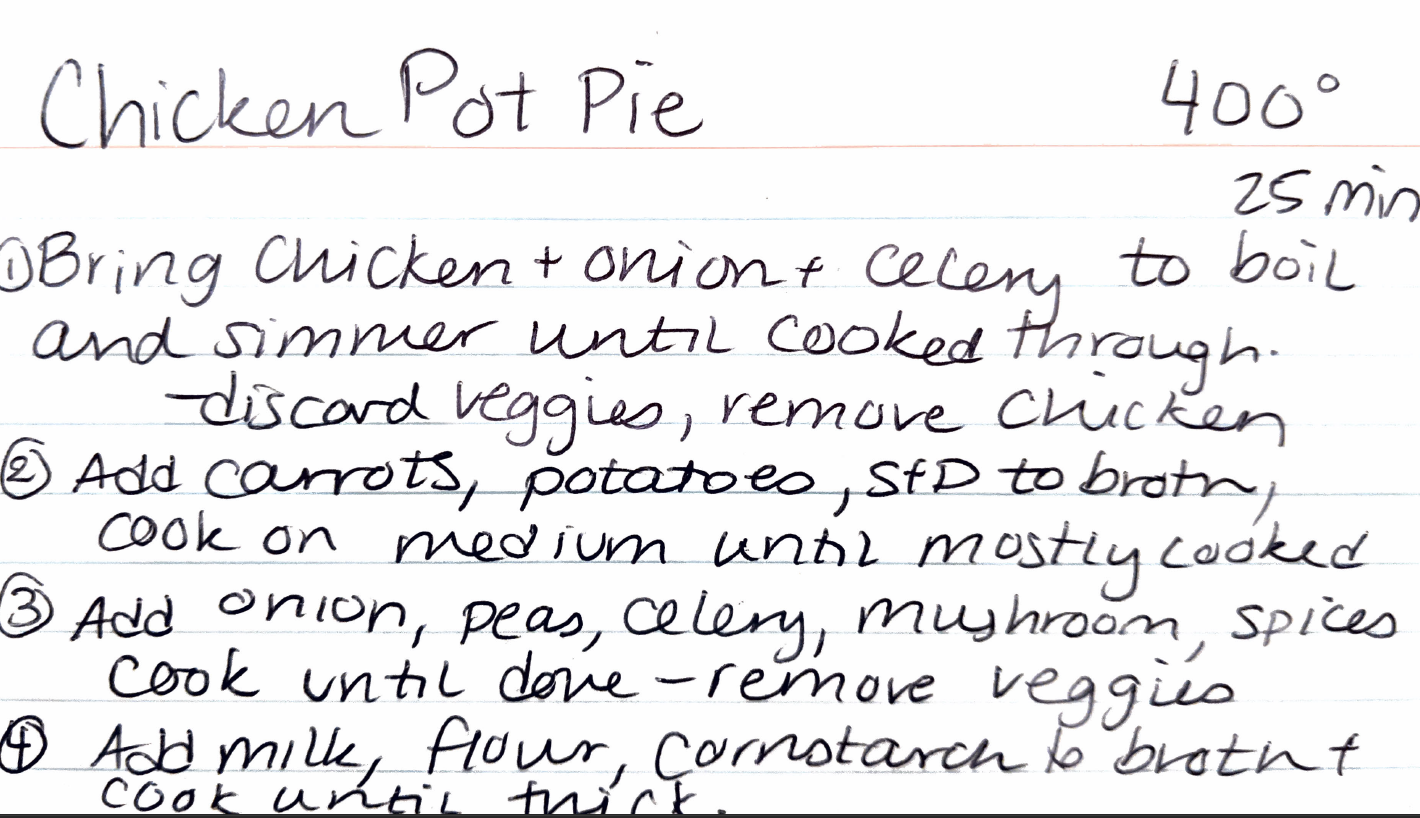 Chicken Pot Pie 400°
25 min
① Bring Chicken + onion + celery to boil
and simmer until cooked through.
- discard veggies, remove chicken
② Add carrots, potatoes, S+D to broth,
cook on medium until mostly cooked
③ Add onion, peas, celery, mushroom, spices
cook until done - remove veggies
④ Add milk, flour, cornstarch to broth +
cook until thick.